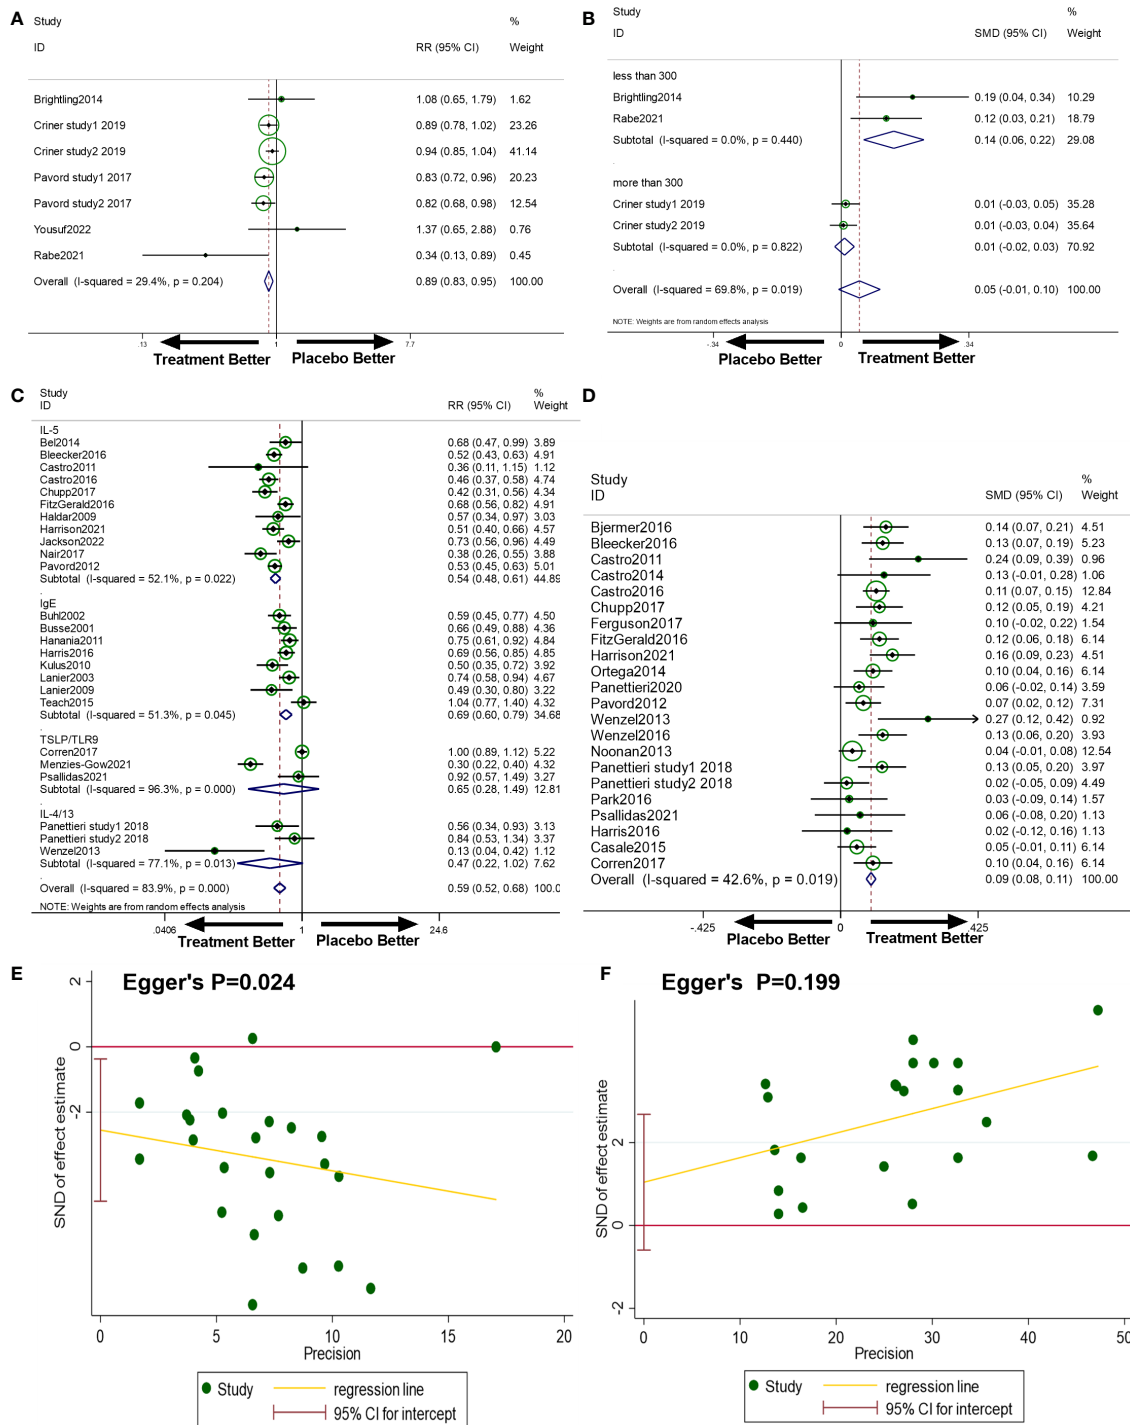 A
Study %
ID RR (95% CI) Weight
Brightling2014 1.08 (0.65, 1.79) 1.62
Criner study1 2019 0.89 (0.78, 1.02) 23.26
Criner study2 2019 0.94 (0.85, 1.04) 41.14
Pavord study1 2017 0.83 (0.72, 0.96) 20.23
Pavord study2 2017 0.82 (0.68, 0.98) 12.54
Yousuf2022 1.37 (0.65, 2.88) 0.76
Rabe2021 0.34 (0.13, 0.89) 0.45
Overall (I-squared = 29.4%, p = 0.204) 0.89 (0.83, 0.95) 100.00
.13 1 7.7
Treatment Better Placebo Better
B
Study %
ID SMD (95% CI) Weight
less than 300
Brightling2014 0.19 (0.04, 0.34) 10.29
Rabe2021 0.12 (0.03, 0.21) 18.79
Subtotal (I-squared = 0.0%, p = 0.440) 0.14 (0.06, 0.22) 29.08
.
more than 300
Criner study1 2019 0.01 (-0.03, 0.05) 35.28
Criner study2 2019 0.01 (-0.03, 0.04) 35.64
Subtotal (I-squared = 0.0%, p = 0.822) 0.01 (-0.02, 0.03) 70.92
.
Overall (I-squared = 69.8%, p = 0.019) 0.05 (-0.01, 0.10) 100.00
NOTE: Weights are from random effects analysis
-.34 0 .34
Placebo Better Treatment Better
C
Study %
ID RR (95% CI) Weight
IL-5
Bel2014 0.68 (0.47, 0.99) 3.89
Bleecker2016 0.52 (0.43, 0.63) 4.91
Castro2011 0.36 (0.11, 1.15) 1.12
Castro2016 0.46 (0.37, 0.58) 4.74
Chupp2017 0.42 (0.31, 0.56) 4.34
FitzGerald2016 0.68 (0.56, 0.82) 4.91
Haldar2009 0.57 (0.34, 0.97) 3.03
Harrison2021 0.51 (0.40, 0.66) 4.57
Jackson2022 0.73 (0.56, 0.96) 4.49
Nair2017 0.38 (0.26, 0.55) 3.88
Pavord2012 0.53 (0.45, 0.63) 5.01
Subtotal (I-squared = 52.1%, p = 0.022) 0.54 (0.48, 0.61) 44.89
.
IgE
Buhl2002 0.59 (0.45, 0.77) 4.50
Busse2001 0.66 (0.49, 0.88) 4.36
Hanania2011 0.75 (0.61, 0.92) 4.84
Harris2016 0.69 (0.56, 0.85) 4.85
Kulus2010 0.50 (0.35, 0.72) 3.92
Lanier2003 0.74 (0.58, 0.94) 4.67
Lanier2009 0.49 (0.30, 0.80) 3.22
Teach2015 1.04 (0.77, 1.40) 4.32
Subtotal (I-squared = 51.3%, p = 0.045) 0.69 (0.60, 0.79) 34.68
.
TSLP/TLR9
Corren2017 1.00 (0.89, 1.12) 5.22
Menzies-Gow2021 0.30 (0.22, 0.40) 4.32
Psallidas2021 0.92 (0.57, 1.49) 3.27
Subtotal (I-squared = 96.3%, p = 0.000) 0.65 (0.28, 1.49) 12.81
.
IL-4/13
Panettieri study1 2018 0.56 (0.34, 0.93) 3.13
Panettieri study2 2018 0.84 (0.53, 1.34) 3.37
Wenzel2013 0.13 (0.04, 0.42) 1.12
Subtotal (I-squared = 77.1%, p = 0.013) 0.47 (0.22, 1.02) 7.62
.
Overall (I-squared = 83.9%, p = 0.000) 0.59 (0.52, 0.68) 100.0
NOTE: Weights are from random effects analysis
.0406 1 24.6
Treatment Better Placebo Better
D
Study %
ID SMD (95% CI) Weight
Bjermer2016 0.14 (0.07, 0.21) 4.51
Bleecker2016 0.13 (0.07, 0.19) 5.23
Castro2011 0.24 (0.09, 0.39) 0.96
Castro2014 0.13 (-0.01, 0.28) 1.06
Castro2016 0.11 (0.07, 0.15) 12.84
Chupp2017 0.12 (0.05, 0.19) 4.21
Ferguson2017 0.10 (-0.02, 0.22) 1.54
FitzGerald2016 0.12 (0.06, 0.18) 6.14
Harrison2021 0.16 (0.09, 0.23) 4.51
Ortega2014 0.10 (0.04, 0.16) 6.14
Panettieri2020 0.06 (-0.02, 0.14) 3.59
Pavord2012 0.07 (0.02, 0.12) 7.31
Wenzel2013 0.27 (0.12, 0.42) 0.92
Wenzel2016 0.13 (0.06, 0.20) 3.93
Noonan2013 0.04 (-0.01, 0.08) 12.54
Panettieri study1 2018 0.13 (0.05, 0.20) 3.97
Panettieri study2 2018 0.02 (-0.05, 0.09) 4.49
Park2016 0.03 (-0.09, 0.14) 1.57
Psallidas2021 0.06 (-0.08, 0.20) 1.13
Harris2016 0.02 (-0.12, 0.16) 1.13
Casale2015 0.05 (-0.01, 0.11) 6.14
Corren2017 0.10 (0.04, 0.16) 6.14
Overall (I-squared = 42.6%, p = 0.019) 0.09 (0.08, 0.11) 100.00
-.425 0 .425
Placebo Better Treatment Better
E
Egger's P=0.024
SND of effect estimate
2
0
-2
0 5 10 15 20
Precision
Study regression line
95% CI for intercept
F
Egger's P=0.199
SND of effect estimate
2
0
-2
0 10 20 30 40 50
Precision
Study regression line
95% CI for intercept